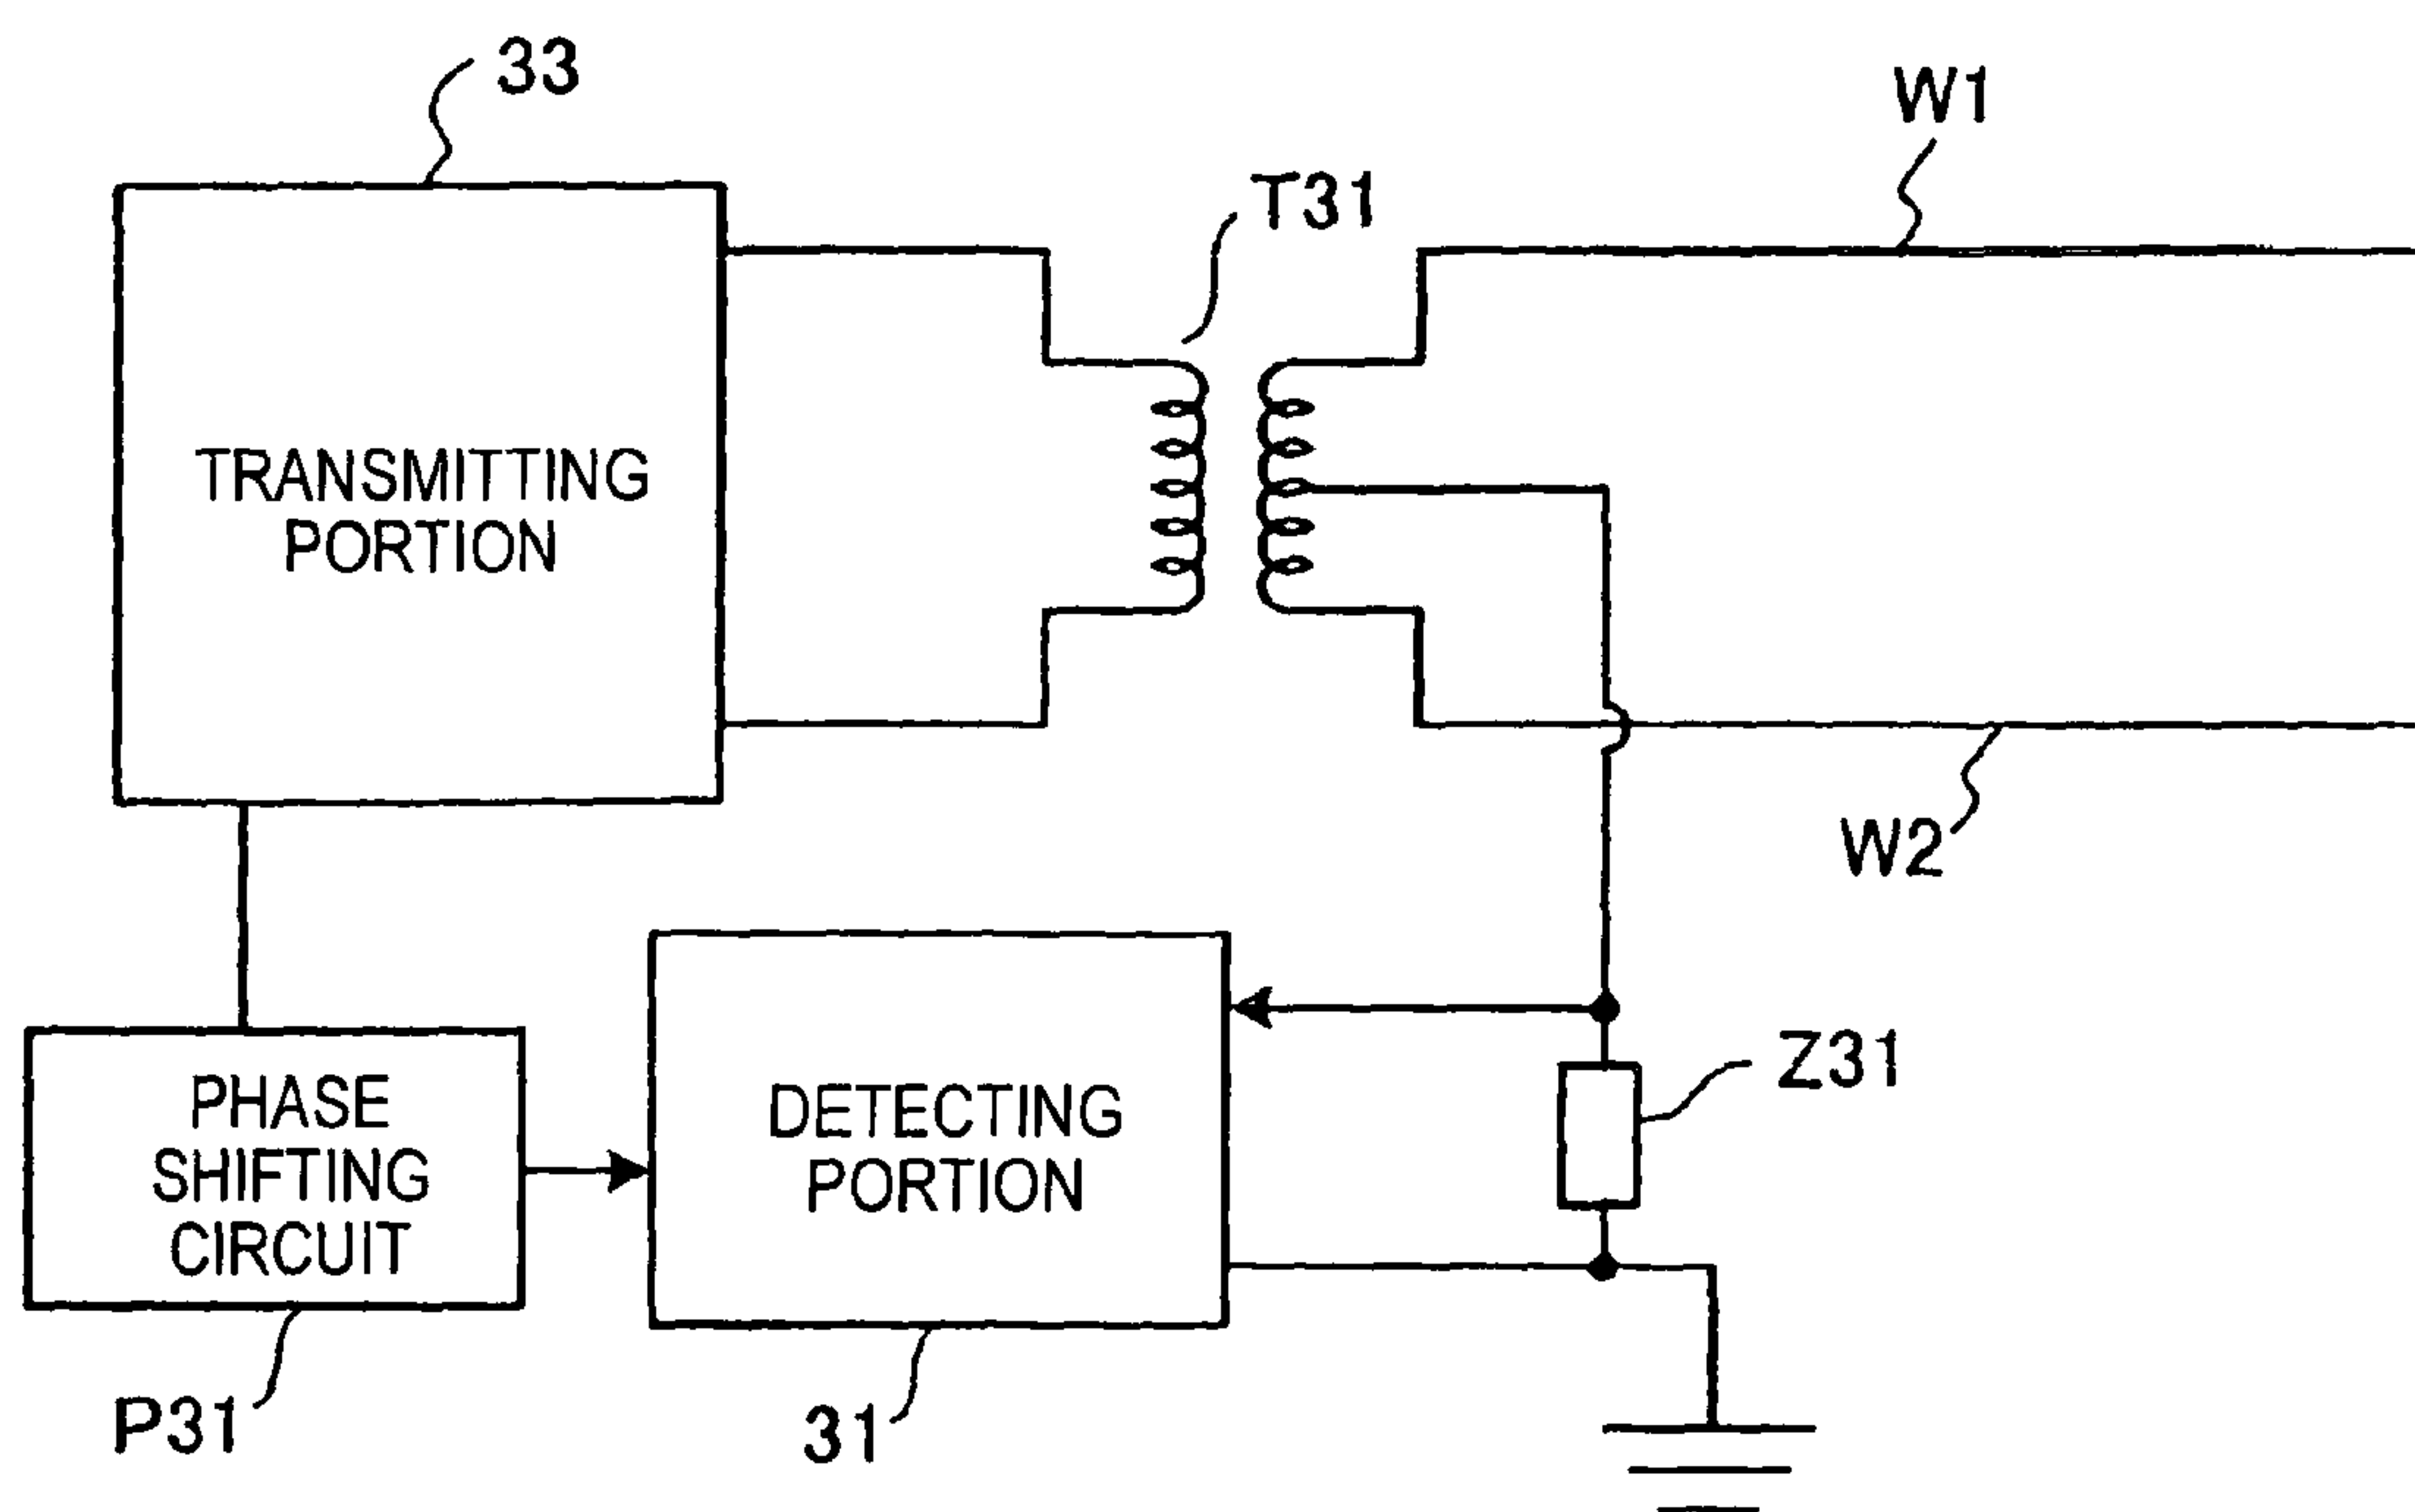 33
W1
T31
TRANSMITTING
PORTION
W2
Z31
PHASE
SHIFTING
CIRCUIT
DETECTING
PORTION
P31
31